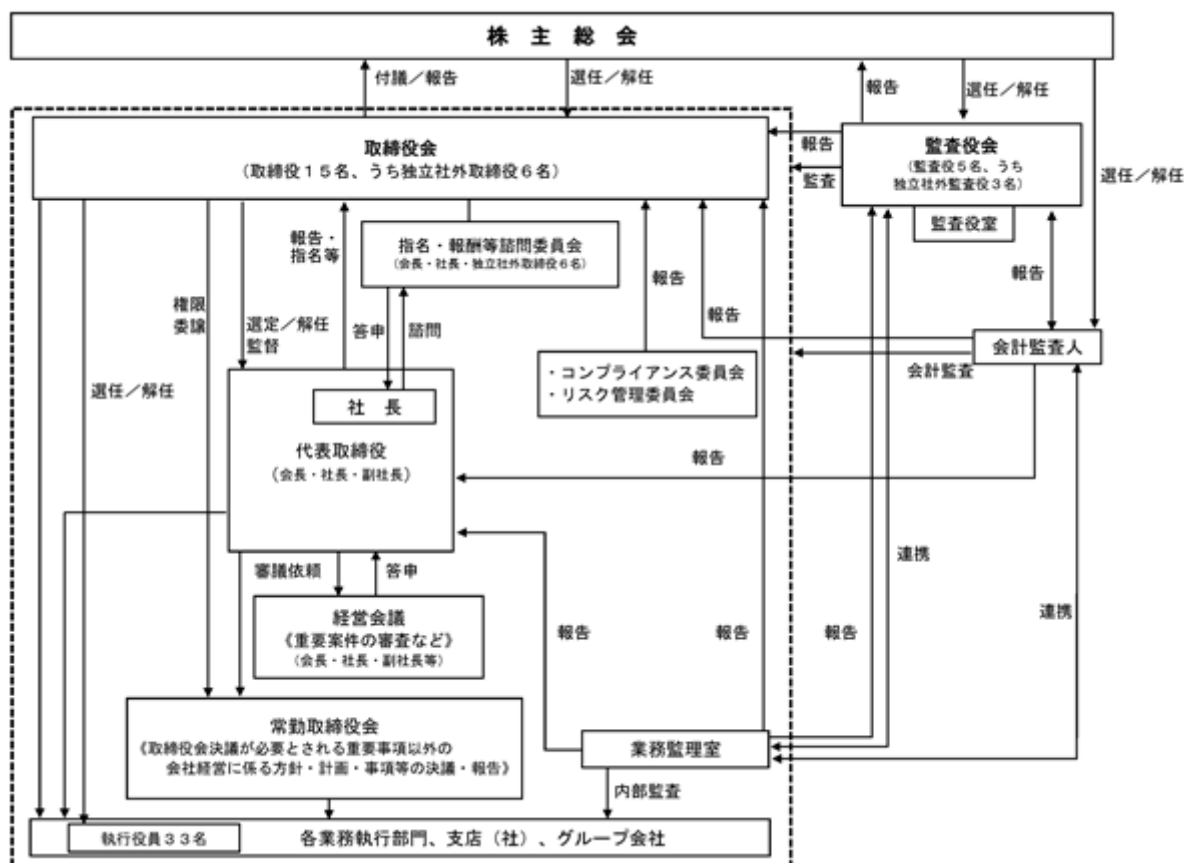 株 主 総 会
付議／報告
選任／解任
報告
選任／解任
選任／解任
取締役会
（取締役１５名、うち独立社外取締役６名）
報告
監査
監査役会
（監査役５名、うち
独立社外監査役３名）
監査役室
報告・
指名等
指名・報酬等諮問委員会
（会長・社長・独立社外取締役６名）
報告
報告
報告
権限
委譲
選定／解任
監督
答申
諮問
会計監査人
会計監査
選任／解任
・コンプライアンス委員会
・リスク管理委員会
社 長
代表取締役
（会長・社長・副社長）
報告
審議依頼
答申
連携
経営会議
《重要案件の審査など》
（会長・社長・副社長等）
報告
報告
報告
連携
常勤取締役会
《取締役会決議が必要とされる重要事項以外の
会社経営に係る方針・計画・事項等の決議・報告》
業務監理室
内部監査
執行役員３３名
各業務執行部門、支店（社）、グループ会社